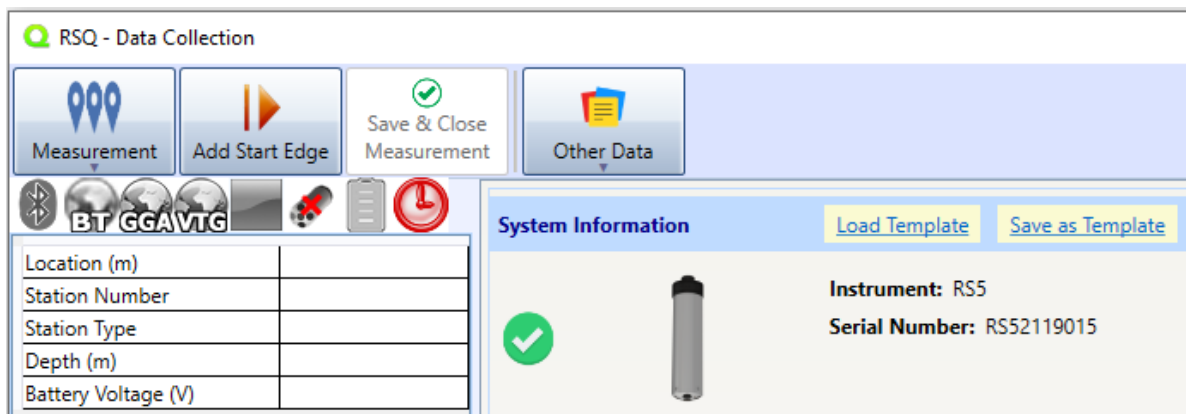 RSQ - Data Collection
Measurement
Add Start Edge
Save & Close
Measurement
Other Data
BT GGA VTG
System Information
Load Template
Save as Template
Location (m)
Station Number
Station Type
Depth (m)
Battery Voltage (V)
Instrument: RS5
Serial Number: RS52119015